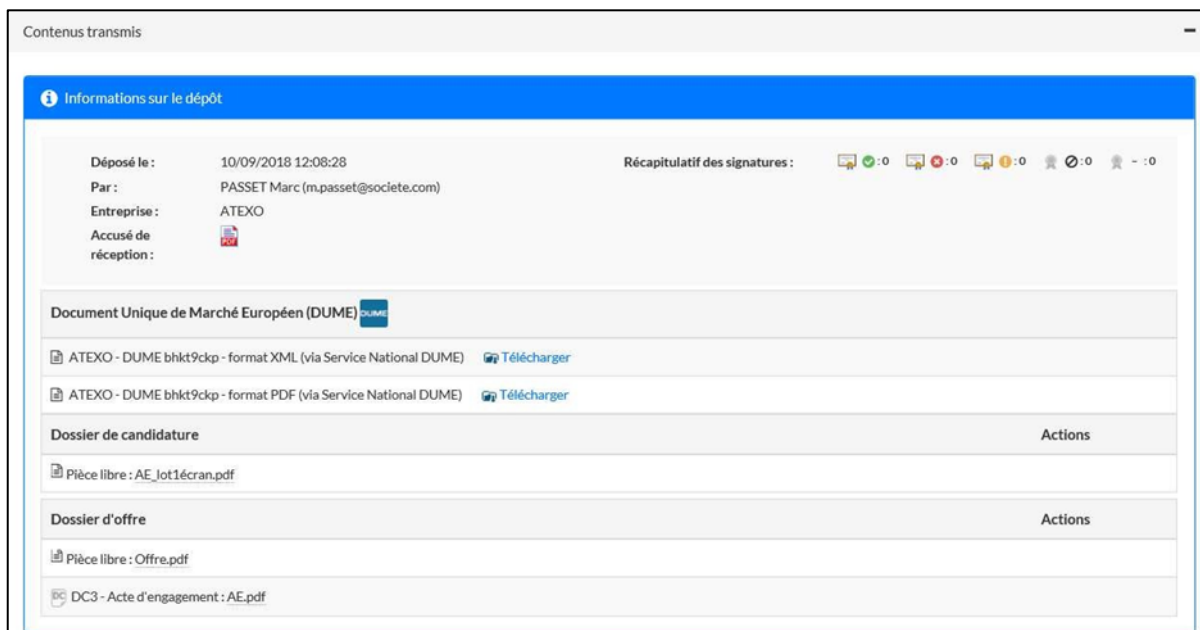 Contenus transmis
Informations sur le dépôt
Déposé le : 10/09/2018 12:08:28 Récapitulatif des signatures : :0 :0 :0 :0 - :0
Par : PASSET Marc (m.passet@societe.com)
Entreprise : ATEXO
Accusé de
réception :
PDF
Document Unique de Marché Européen (DUME) DUME
ATEXO - DUME bhkt9ckp - format XML (via Service National DUME) Télécharger
ATEXO - DUME bhkt9ckp - format PDF (via Service National DUME) Télécharger
Dossier de candidature Actions
Pièce libre : AE_lot1écran.pdf
Dossier d'offre Actions
Pièce libre : Offre.pdf
DC DC3 - Acte d'engagement : AE.pdf